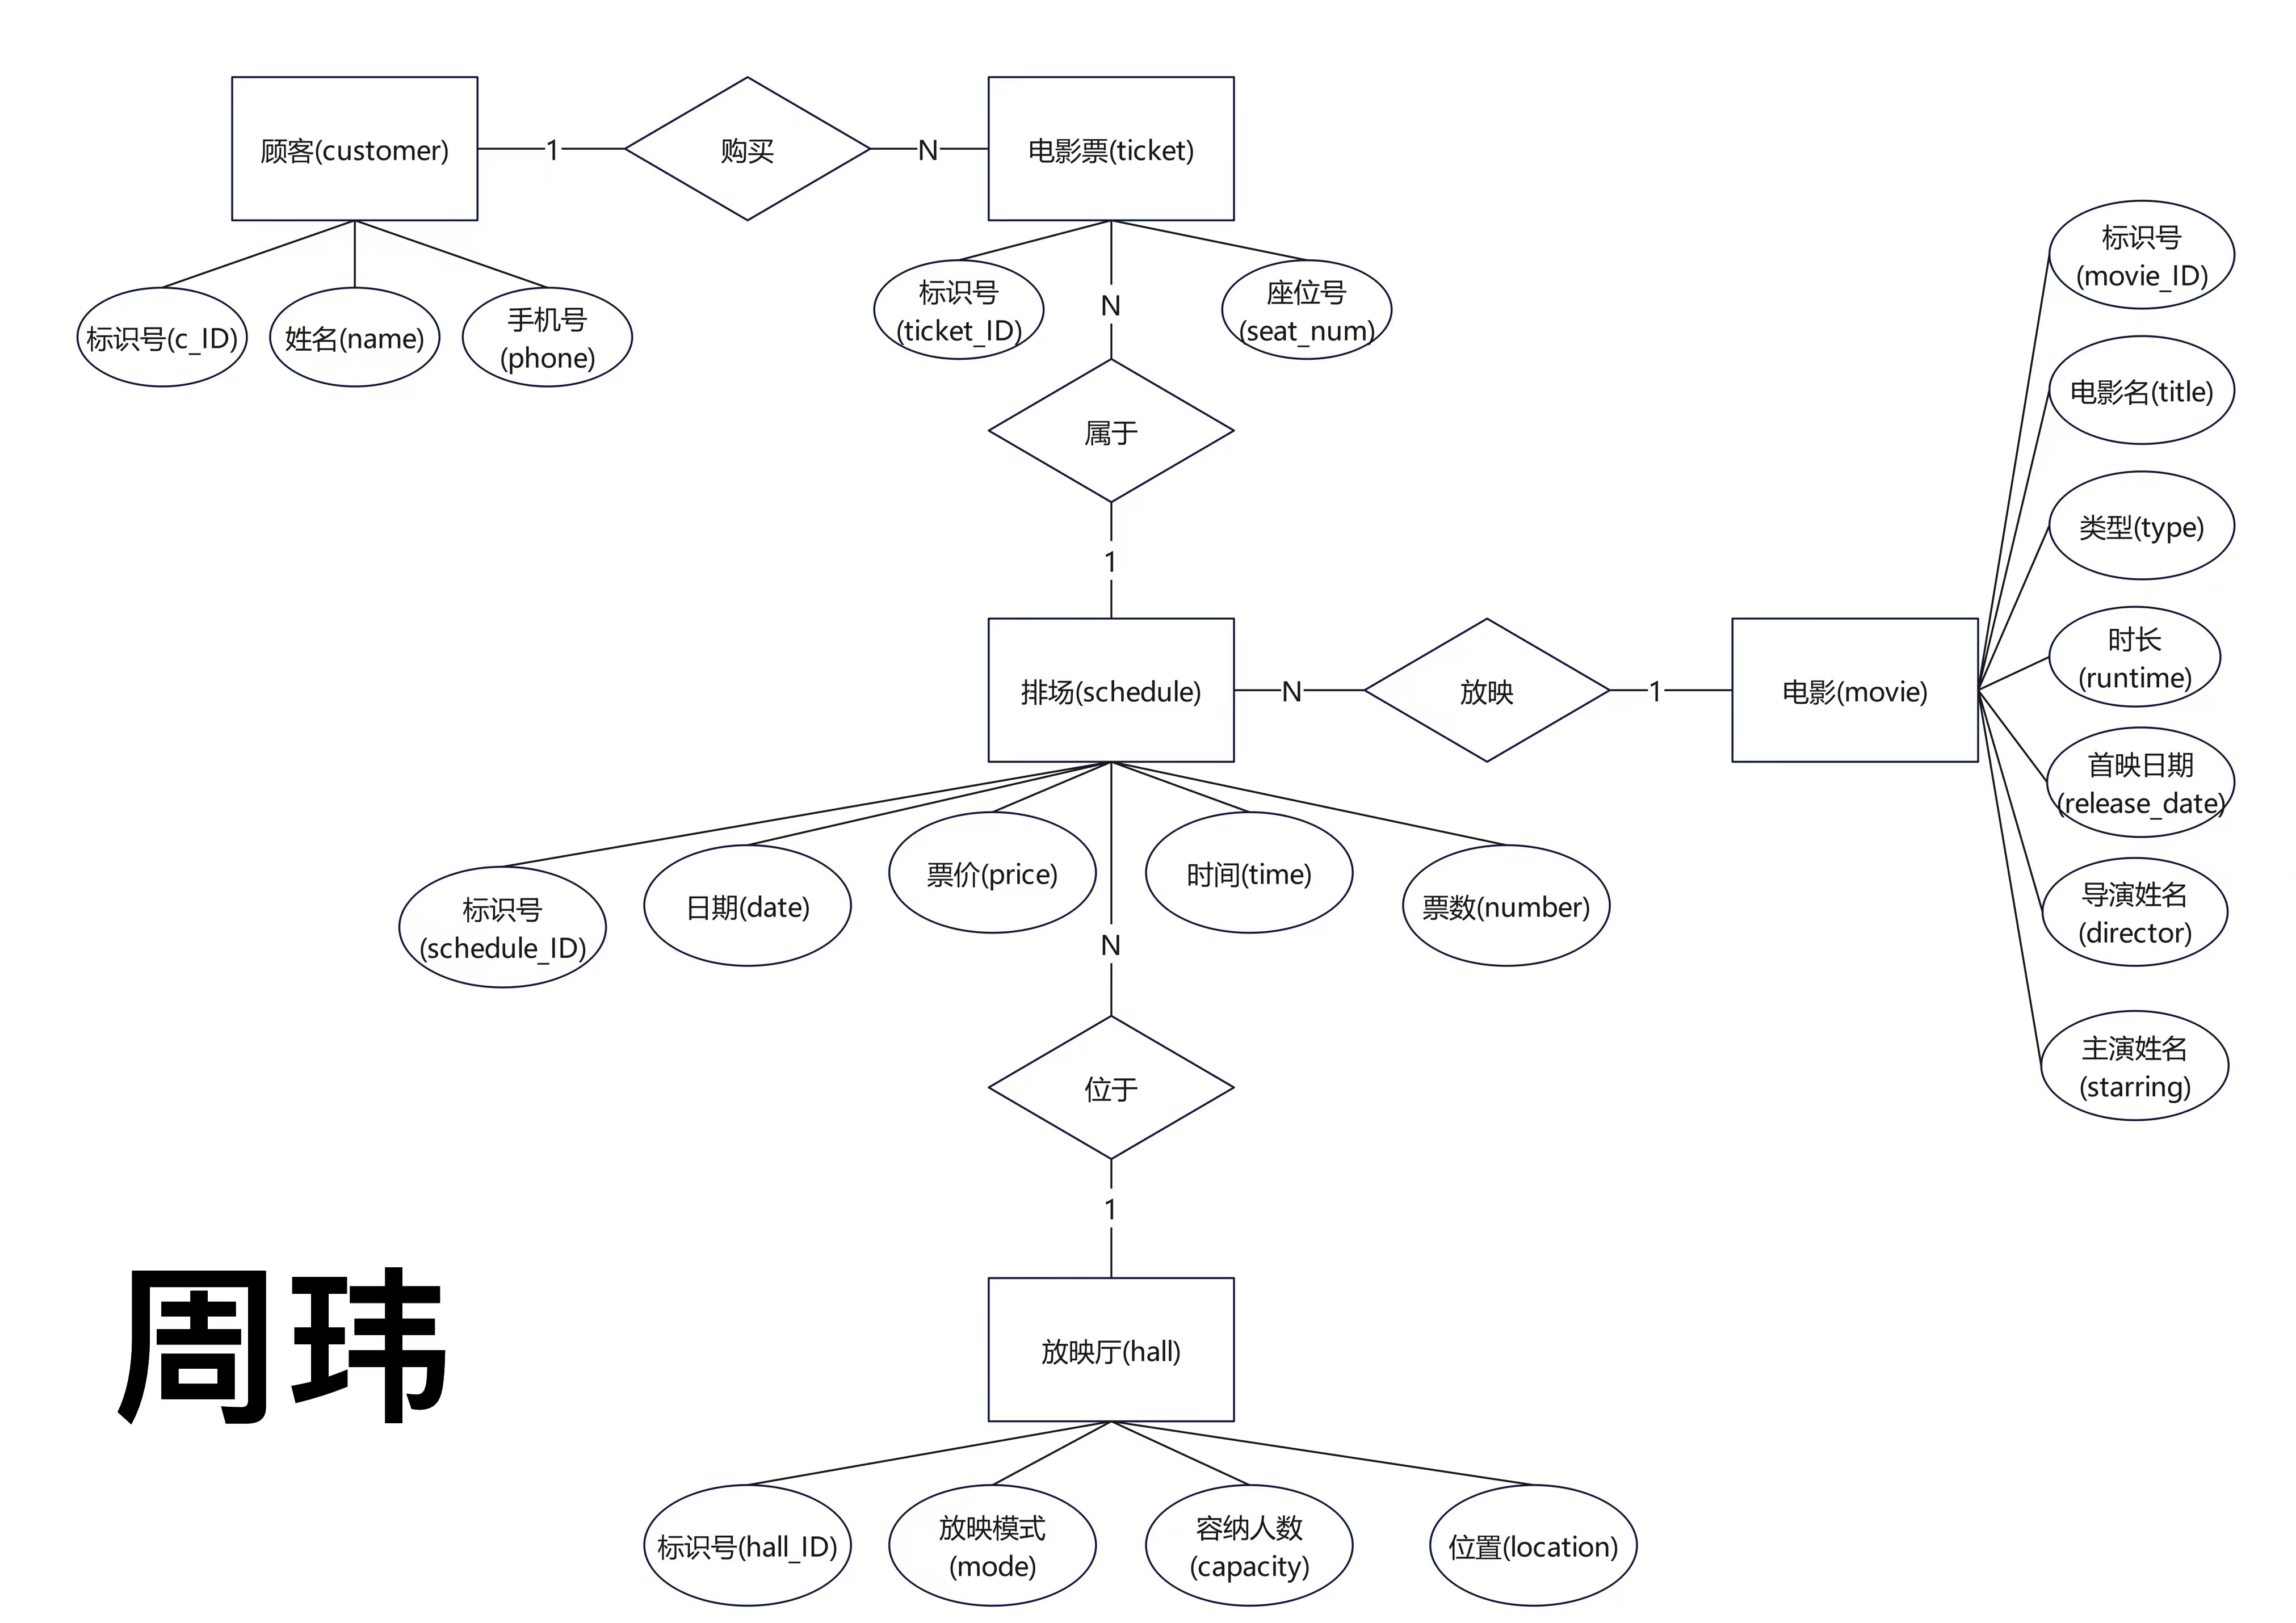 顾客(customer)
1
购买
N
电影票(ticket)
标识号(c_ID)
姓名(name)
手机号
(phone)
标识号
(ticket_ID)
N
座位号
(seat_num)
属于
1
排场(schedule)
N
放映
1
电影(movie)
标识号
(movie_ID)
电影名(title)
类型(type)
时长
(runtime)
首映日期
(release_date)
导演姓名
(director)
主演姓名
(starring)
标识号
(schedule_ID)
日期(date)
票价(price)
时间(time)
票数(number)
N
位于
1
放映厅(hall)
标识号(hall_ID)
放映模式
(mode)
容纳人数
(capacity)
位置(location)
周玮